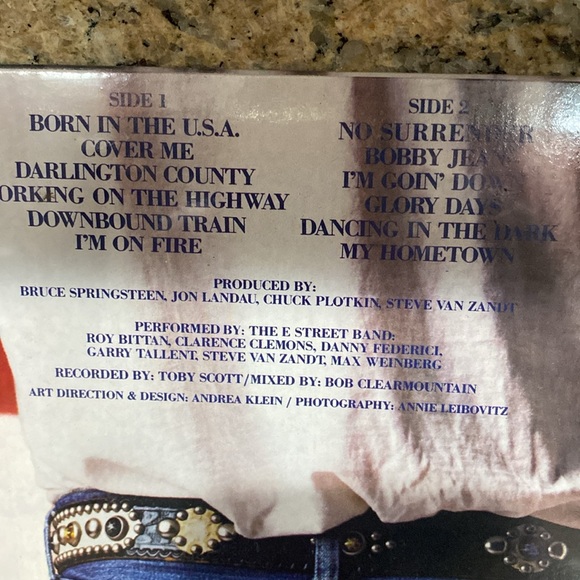 SIDE 1
BORN IN THE U.S.A.
COVER ME
DARLINGTON COUNTY
ORKING ON THE HIGHWAY
DOWNBOUND TRAIN
I'M ON FIRE
SIDE 2
NO SURRENDER
BOBBY JEAN
I'M GOIN' DOWN
GLORY DAYS
DANCING IN THE DARK
MY HOMETOWN
PRODUCED BY:
BRUCE SPRINGSTEEN, JON LANDAU, CHUCK PLOTKIN, STEVE VAN ZANDT
PERFORMED BY: THE E STREET BAND:
ROY BITTAN, CLARENCE CLEMONS, DANNY FEDERICI,
GARRY TALLENT, STEVE VAN ZANDT, MAX WEINBERG
RECORDED BY: TOBY SCOTT/MIXED BY: BOB CLEARMOUNTAIN
ART DIRECTION & DESIGN: ANDREA KLEIN / PHOTOGRAPHY: ANNIE LEIBOVITZ